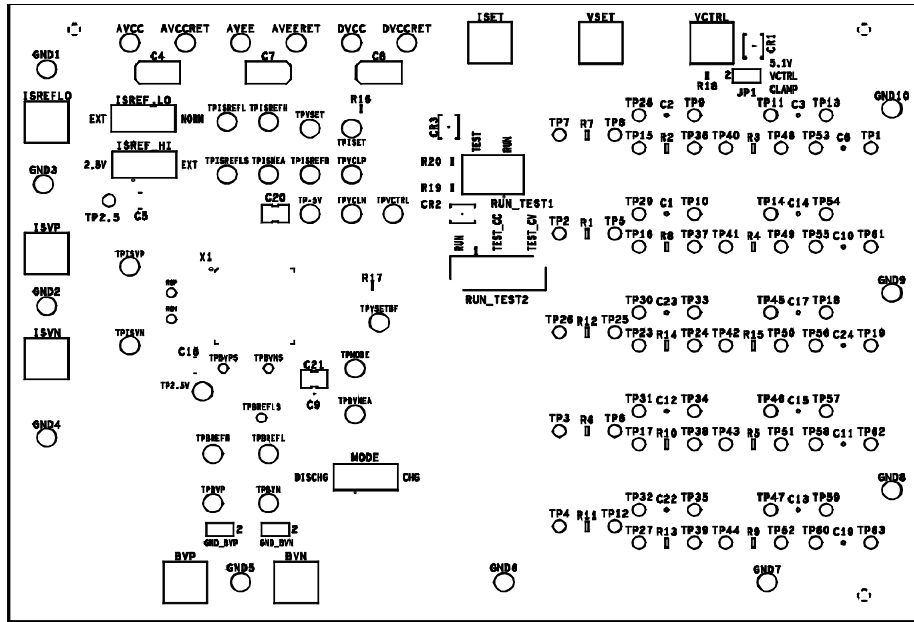 AVCC AVCCRET AVEE AVEERET DVCC DVCCRET ISET VSET VCTRL
GND1 C4 C7 C8 CR1
R18 2 5.1V
VCTRL
CLAMP
JP1
ISREFLO ISREF_LO R16 GND10
EXT NORM TPISREFL TPISREFH TPVSET TPISET
CR3 TEST RUN
TP7 R7 TP8 TP28 C2 TP9 TP11 C3 TP13
TP15 R2 TP36 TP40 R3 TP48 TP53 C6 TP1
ISREF_HI
2.5V EXT TPISREFLS TPISMEA TPVCLP
R20
R19
GND3 TP2.5 C5 C20 TP-5V TPVCLN TPVCTRL CR2 RUN_TEST1
RUN TEST_CC TEST_CV
TP2 R1 TP5 TP29 C1 TP10 TP14 C14 TP54
TP16 R8 TP37 TP41 R4 TP49 TP55 C10 TP61
ISVP TPISVP X1
R17 RUN_TEST2
GND2 GND9
TPVSETBF
TP26 R12 TP25 TP30 C23 TP33 TP45 C17 TP18
TP23 R14 TP24 TP42 R15 TP50 TP56 C24 TP19
ISVN TPISVN
TPBVPS TPBVNS C21 TPMODE
TP2.5V C9 TPBVMEA
TPBREFLS
TP3 R6 TP6 TP31 C12 TP34 TP46 C15 TP57
TP17 R10 TP38 TP43 R5 TP51 TP58 C11 TP62
GND4 TPBREFH TPBREFL
MODE
DISCHG CHG
GND8
TPBVP TPBVN
TP4 R11 TP12 TP32 C22 TP35 TP47 C13 TP59
TP27 R13 TP39 TP44 R9 TP52 TP60 TP63
2 2
GND_BVP GND_BVN
BVP GND5 BVN GND6 GND7